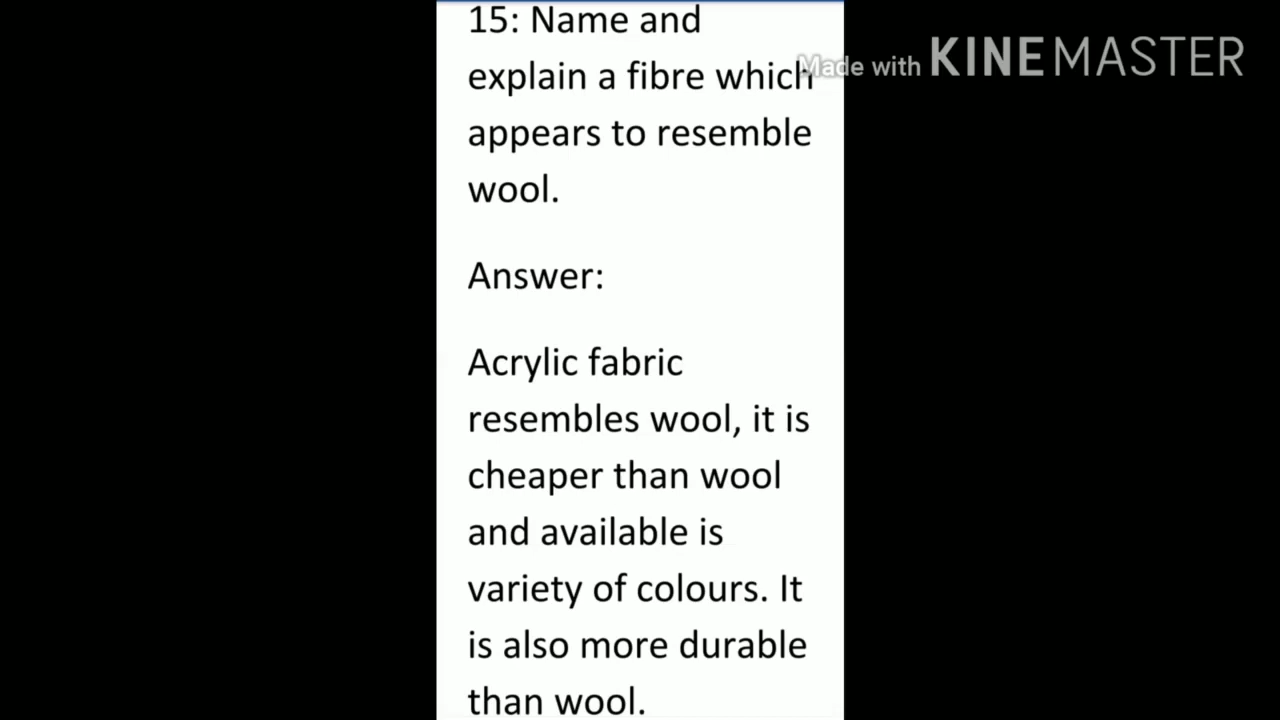 15: Name and
explain a fibre which
appears to resemble
wool.
Answer:
Acrylic fabric
resembles wool, it is
cheaper than wool
and available is
variety of colours. It
is also more durable
than wool.
Made with KINEMASTER